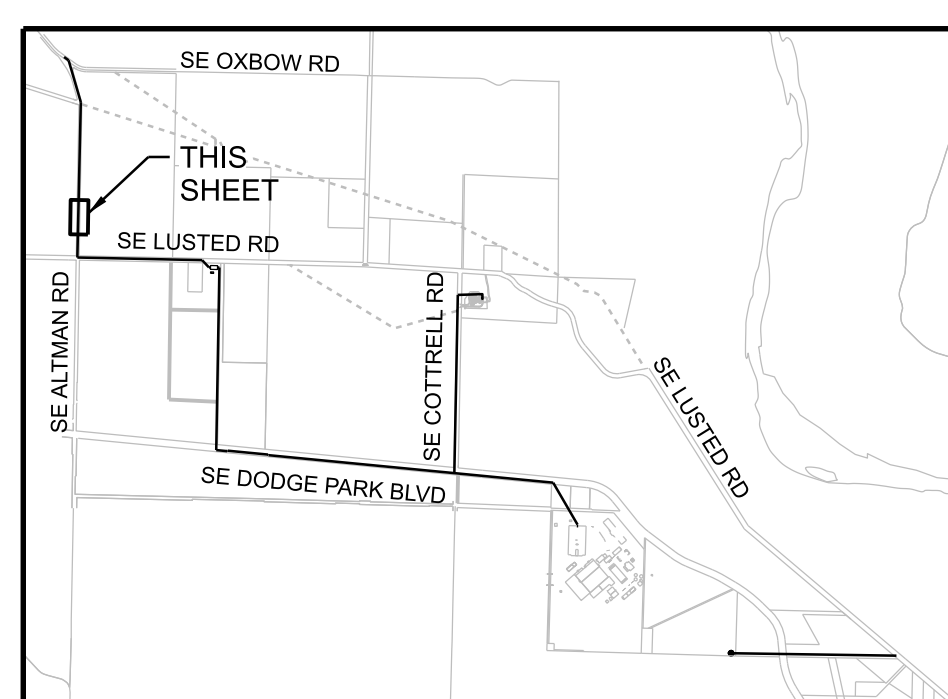 SE OXBOW RD
THIS
SHEET
SE LUSTED RD
SE ALTMAN RD
SE COTTRELL RD
SE LUSTED RD
SE DODGE PARK BLVD